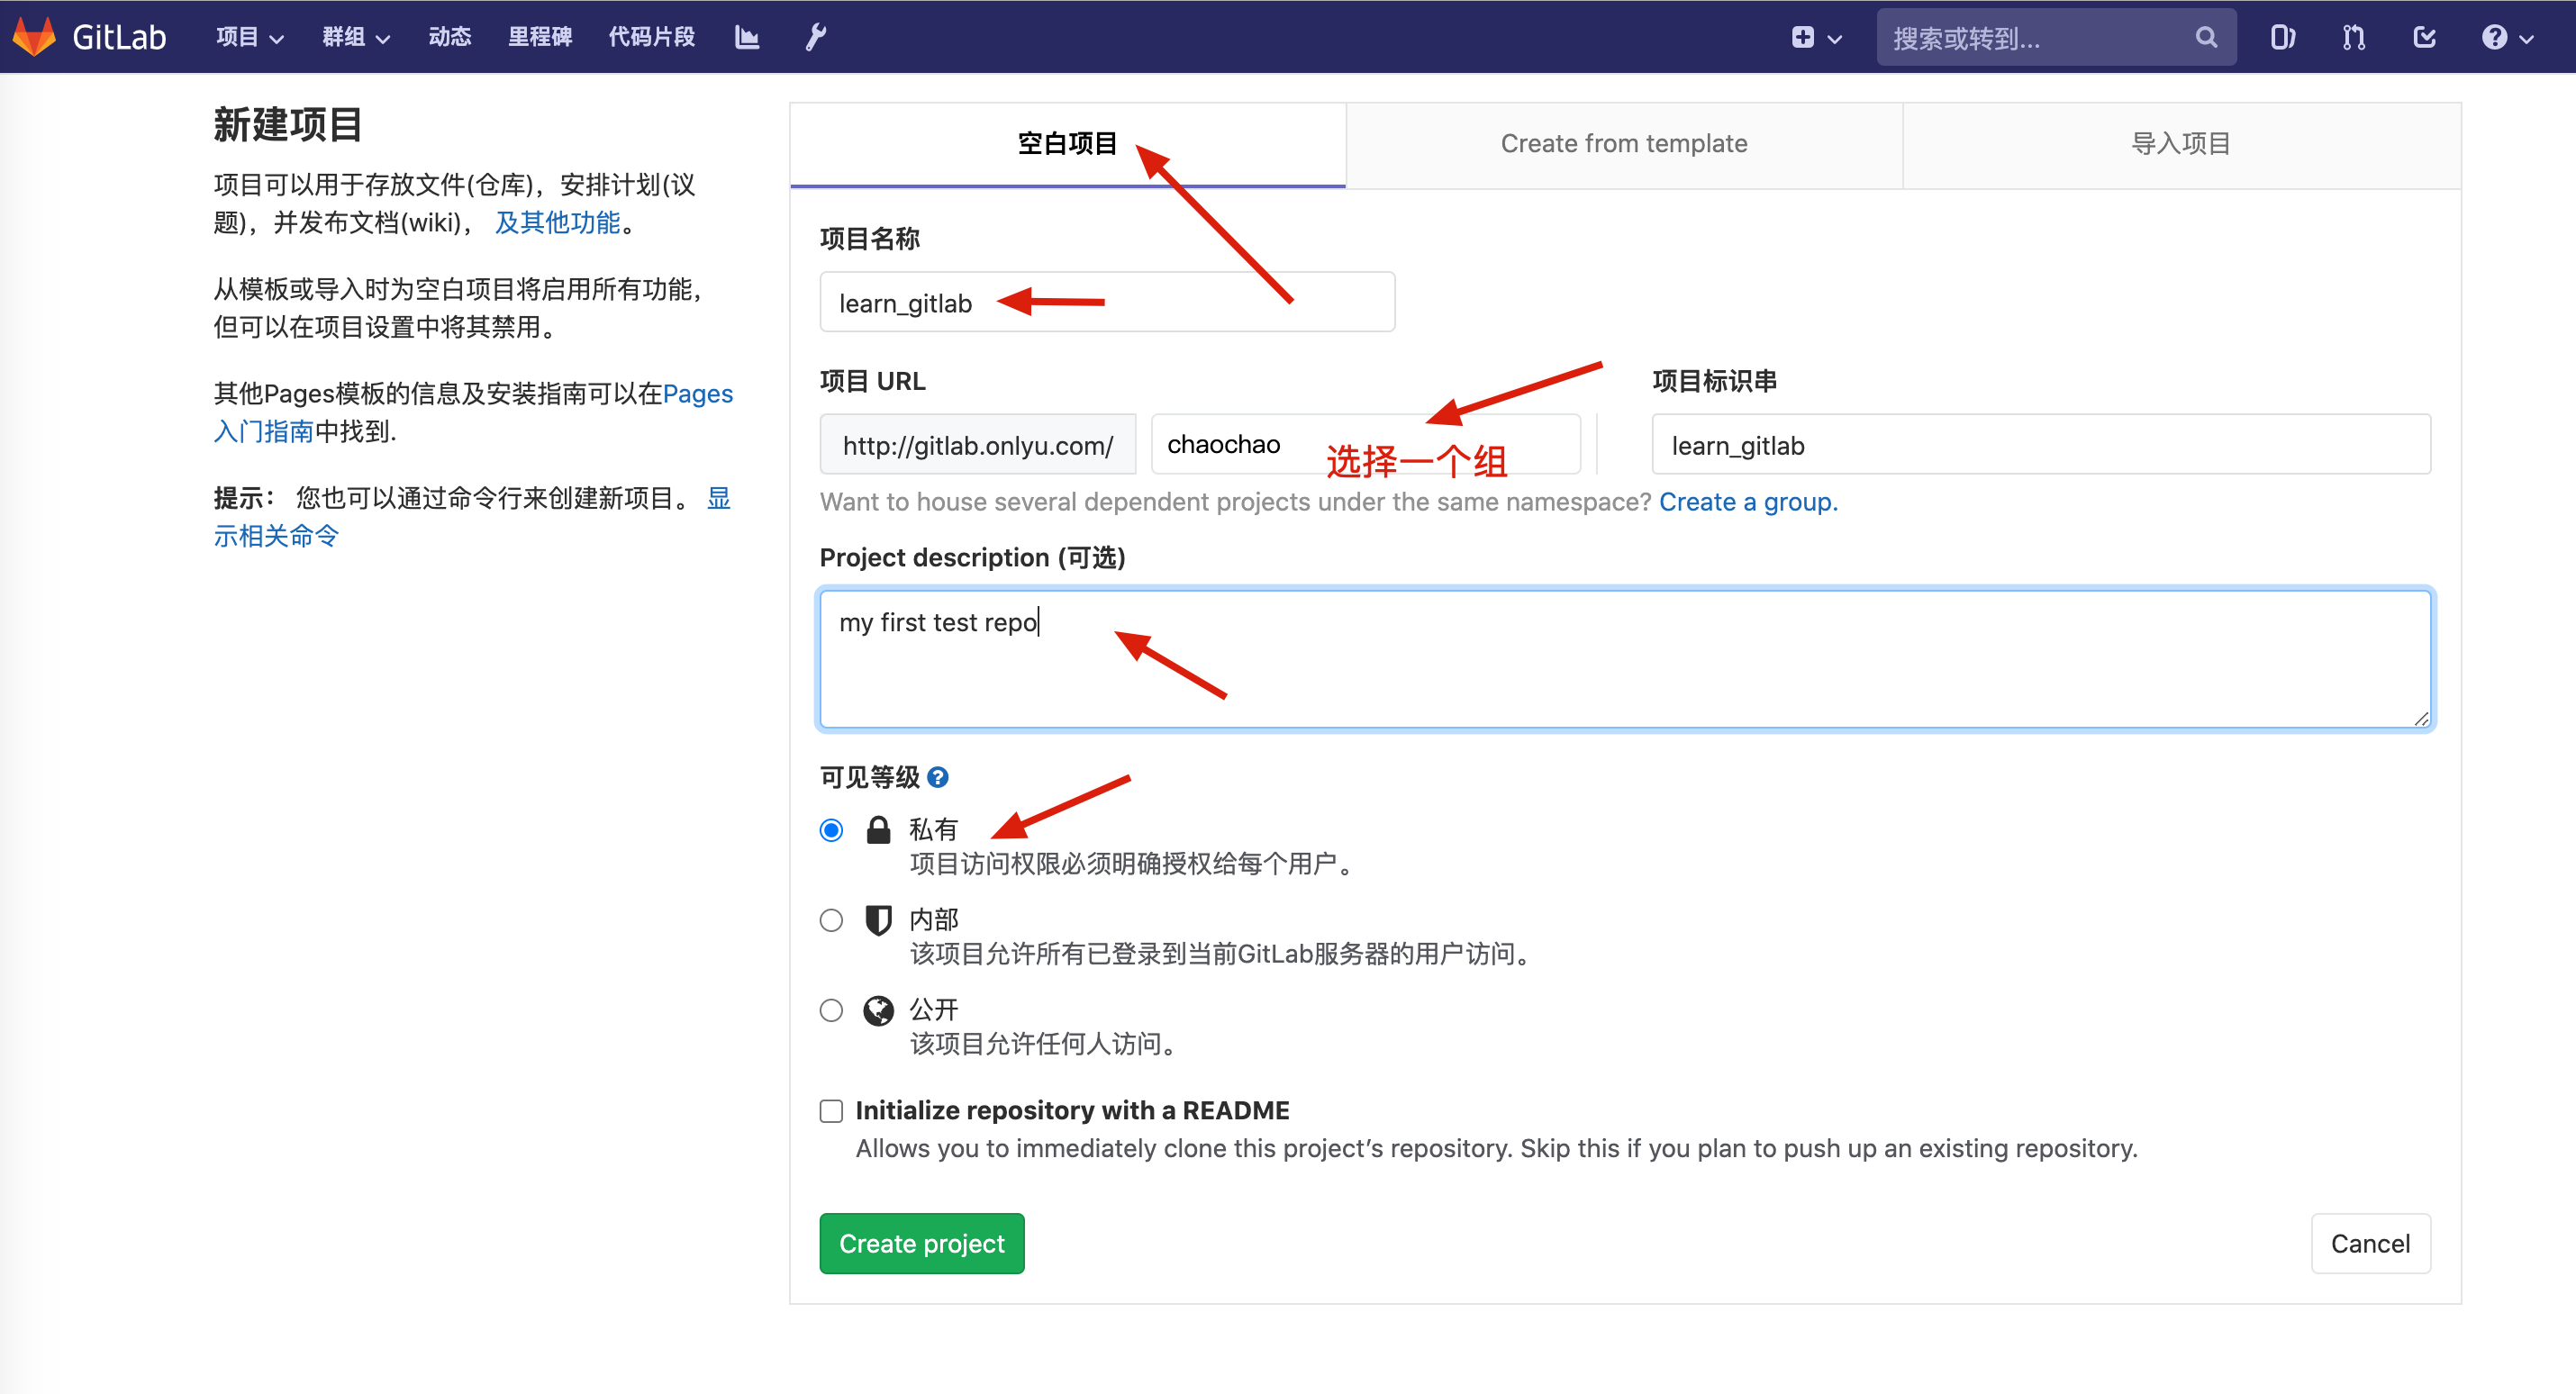 GitLab 项目 群组 动态 里程碑 代码片段 搜索或转到...
新建项目
项目可以用于存放文件(仓库)，安排计划(议
题)，并发布文档(wiki)， 及其他功能。
从模板或导入时为空白项目将启用所有功能，
但可以在项目设置中将其禁用。
其他Pages模板的信息及安装指南可以在Pages
入门指南中找到.
提示： 您也可以通过命令行来创建新项目。 显
示相关命令
空白项目 Create from template 导入项目
项目名称
learn_gitlab
项目 URL 项目标识串
http://gitlab.onlyu.com/ chaochao learn_gitlab
选择一个组
Want to house several dependent projects under the same namespace? Create a group.
Project description (可选)
my first test repo
可见等级
私有
项目访问权限必须明确授权给每个用户。
内部
该项目允许所有已登录到当前GitLab服务器的用户访问。
公开
该项目允许任何人访问。
Initialize repository with a README
Allows you to immediately clone this project’s repository. Skip this if you plan to push up an existing repository.
Create project Cancel